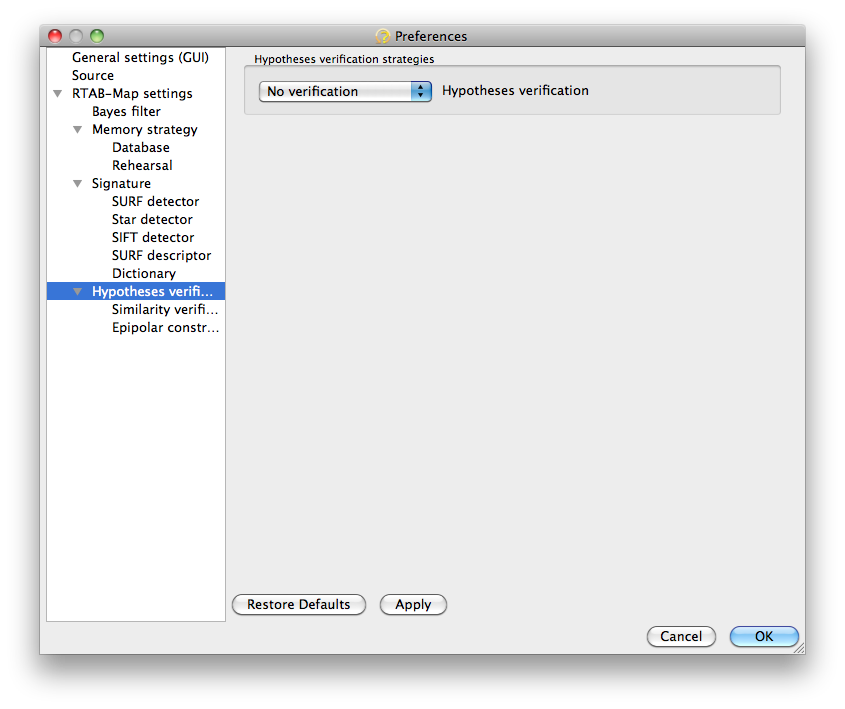 Preferences
General settings (GUI)
Source
RTAB-Map settings
Bayes filter
Memory strategy
Database
Rehearsal
Signature
SURF detector
Star detector
SIFT detector
SURF descriptor
Dictionary
Hypotheses verifi...
Similarity verifi...
Epipolar constr...
Hypotheses verification strategies
No verification Hypotheses verification
Restore Defaults Apply
Cancel OK